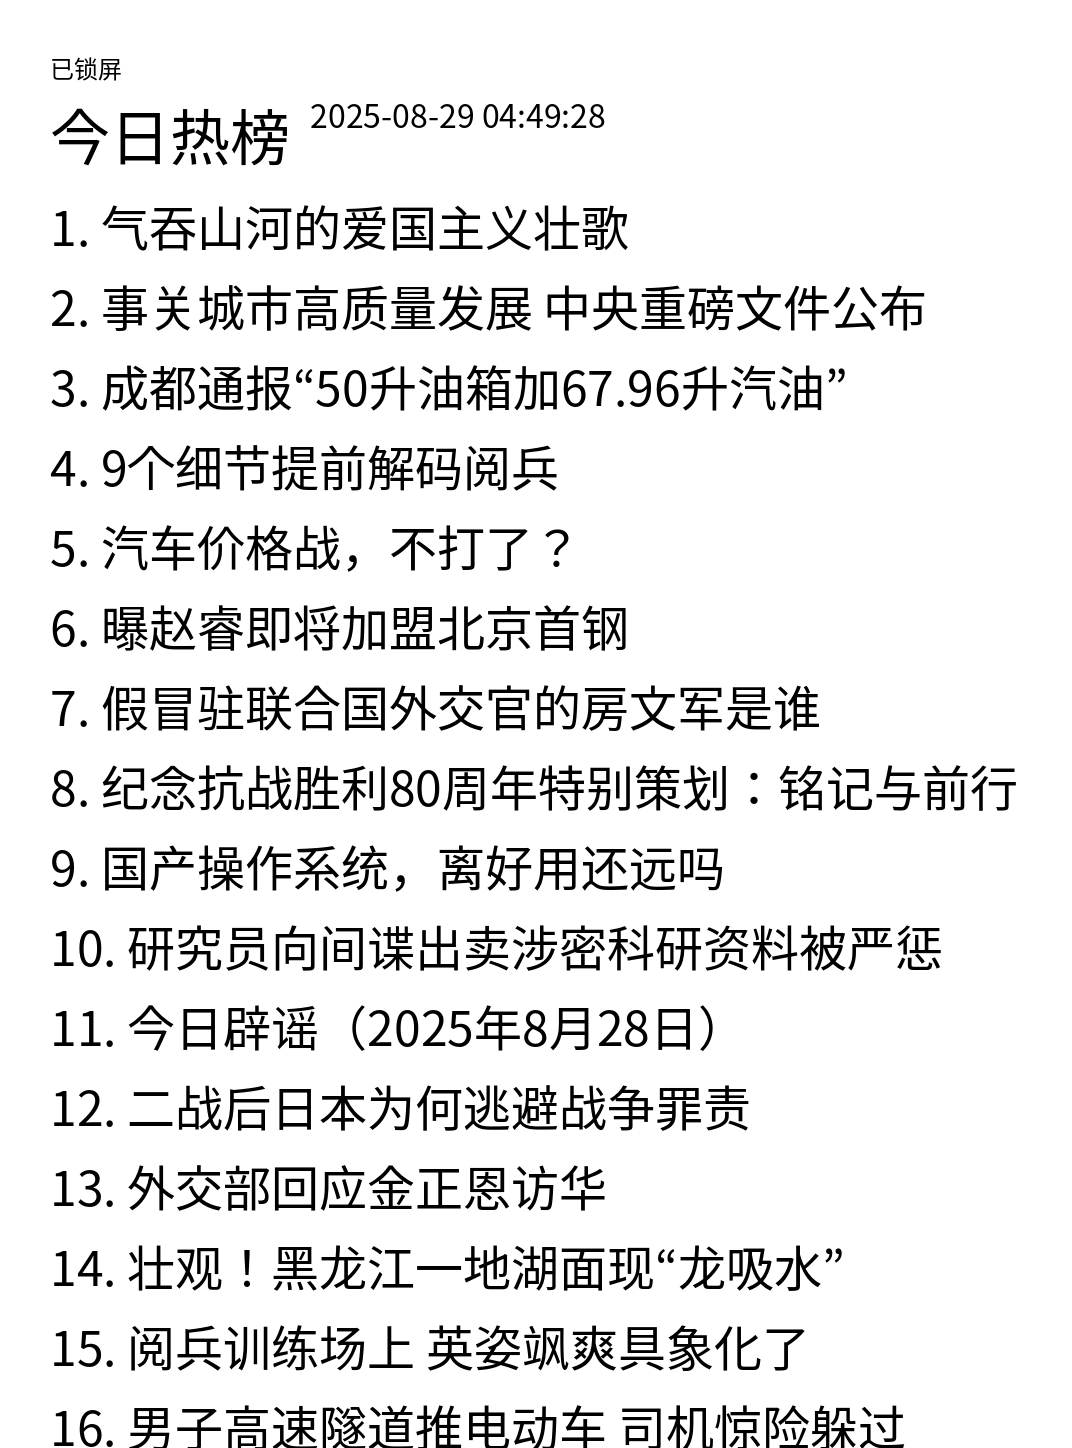 已锁屏
今日热榜 2025-08-29 04:49:28
1. 气吞山河的爱国主义壮歌
2. 事关城市高质量发展 中央重磅文件公布
3. 成都通报“50升油箱加67.96升汽油”
4. 9个细节提前解码阅兵
5. 汽车价格战，不打了？
6. 曝赵睿即将加盟北京首钢
7. 假冒驻联合国外交官的房文军是谁
8. 纪念抗战胜利80周年特别策划：铭记与前行
9. 国产操作系统，离好用还远吗
10. 研究员向间谍出卖涉密科研资料被严惩
11. 今日辟谣（2025年8月28日）
12. 二战后日本为何逃避战争罪责
13. 外交部回应金正恩访华
14. 壮观！黑龙江一地湖面现“龙吸水”
15. 阅兵训练场上 英姿飒爽具象化了
16. 男子高速隧道推电动车 司机惊险躲过